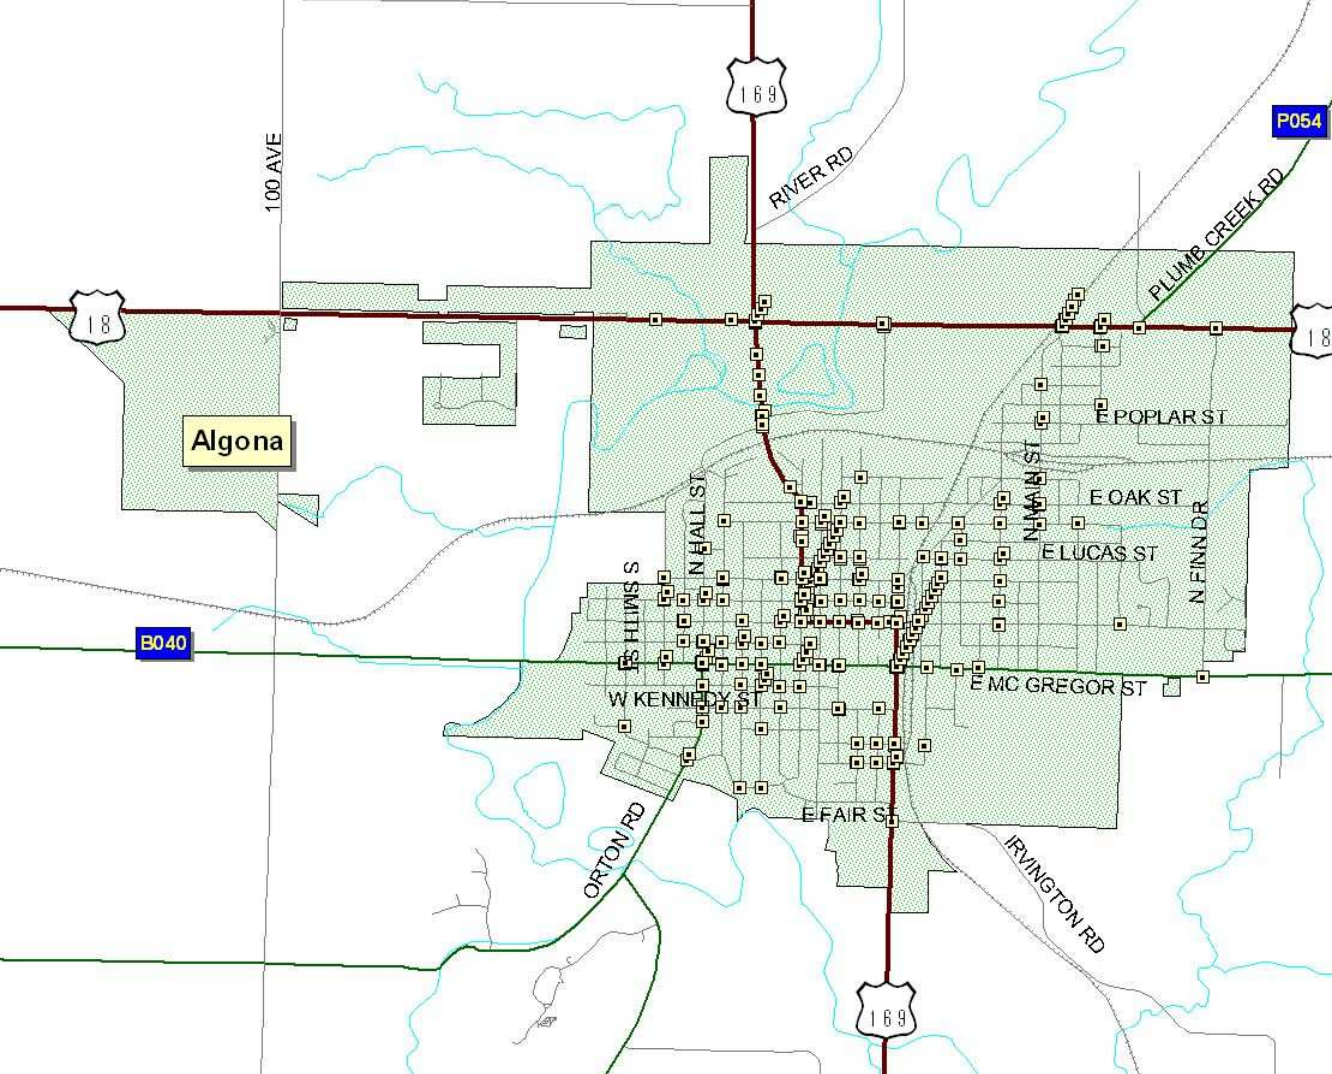 169
P054
RIVER RD
100 AVE
PLUMB CREEK RD
18
18
Algona
E POPLAR ST
N MAIN ST
N HALL ST
E OAK ST
N FINN DR
E LUCAS ST
S SMITH ST
B040
E MC GREGOR ST
W KENNEDY ST
E FAIR ST
ORTON RD
IRVINGTON RD
169